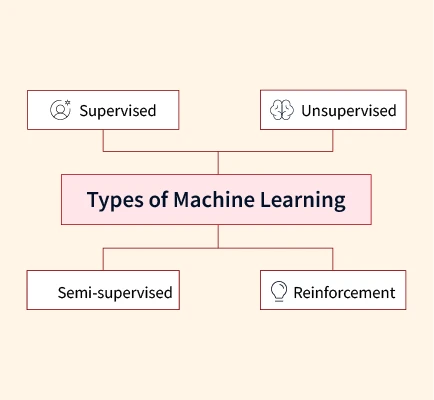 Supervised
Unsupervised
Types of Machine Learning
Semi-supervised
Reinforcement